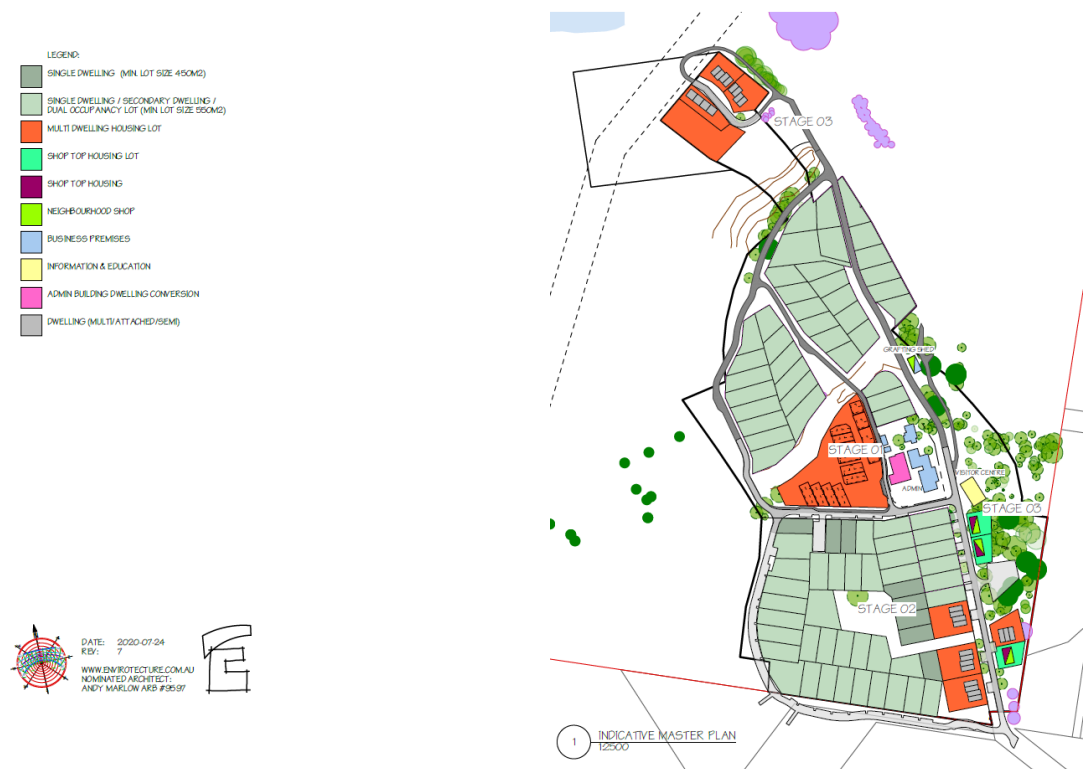 LEGEND:
SINGLE DWELLING (MIN. LOT SIZE 450M2)
SINGLE DWELLING / SECONDARY DWELLING /
DUAL OCCUPANACY LOT (MIN. LOT SIZE 550M2)
MULTI DWELLING HOUSING LOT
SHOP TOP HOUSING LOT
SHOP TOP HOUSING
NEIGHBOURHOOD SHOP
BUSINESS PREMISES
INFORMATION & EDUCATION
ADMIN BUILDING DWELLING CONVERSION
DWELLING (MULTI/ATTACHED/SEMI)
STAGE 03
GRAFTING SHED
STAGE 01
VISITOR CENTRE
ADMIN
STAGE 03
STAGE 02
DATE: 2020-07-24
REV: 7
WWW.ENVIROTECTURE.COM.AU
NOMINATED ARCHITECT:
ANDY MARLOW ARB #9597
1
INDICATIVE MASTER PLAN
1:2500